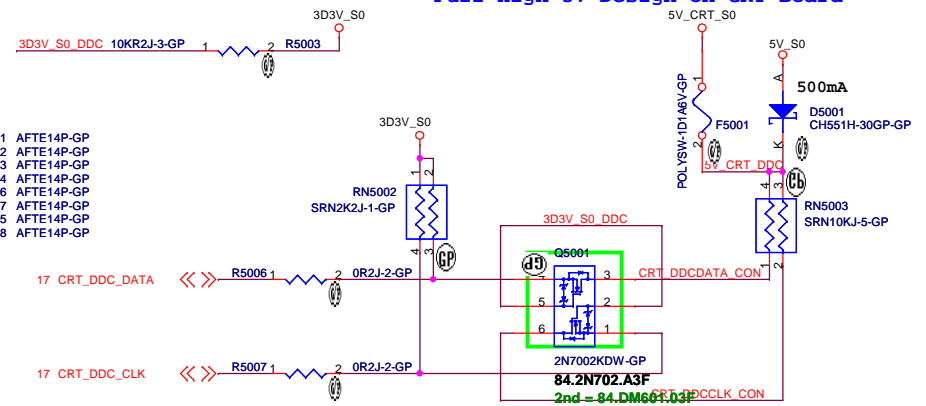 5V_CRT_S0
3D3V_S0
5V_S0
3D3V_S0_DDC 10KR2J-3-GP 1 2 R5003
500mA
D5001
CH551H-30GP-GP
A
K
POLYSW-1D1A6V-GP
1
2
F5001
5V_CRT_DDC
1 AFTE14P-GP
2 AFTE14P-GP
3 AFTE14P-GP
4 AFTE14P-GP
6 AFTE14P-GP
7 AFTE14P-GP
5 AFTE14P-GP
8 AFTE14P-GP
3D3V_S0
1 2
RN5002
SRN2K2J-1-GP
4 3
GP
4 3
RN5003
SRN10KJ-5-GP
1 2
3D3V_S0_DDC
Q5001
GP
17 CRT_DDC_DATA R5006 1 2 0R2J-2-GP
3 CRT_DDCDATA_CON
5 2
6 1
17 CRT_DDC_CLK R5007 1 2 0R2J-2-GP
2N7002KDW-GP
84.2N702.A3F
2nd = 84.DM601.03F
CRT_DDCCLK_CON